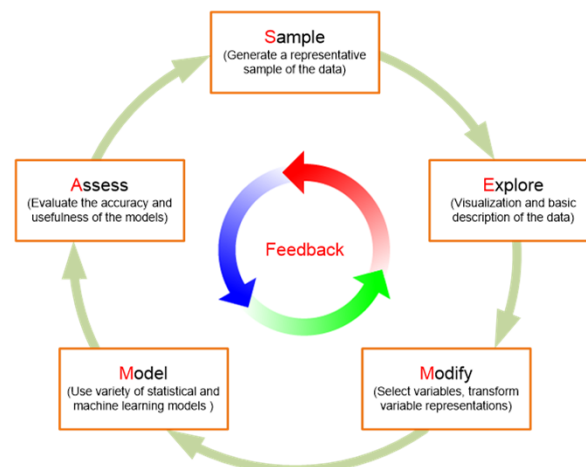 Sample
(Generate a representative
sample of the data)
Explore
(Visualization and basic
description of the data)
Modify
(Select variables, transform
variable representations)
Model
(Use variety of statistical and
machine learning models )
Assess
(Evaluate the accuracy and
usefulness of the models)
Feedback